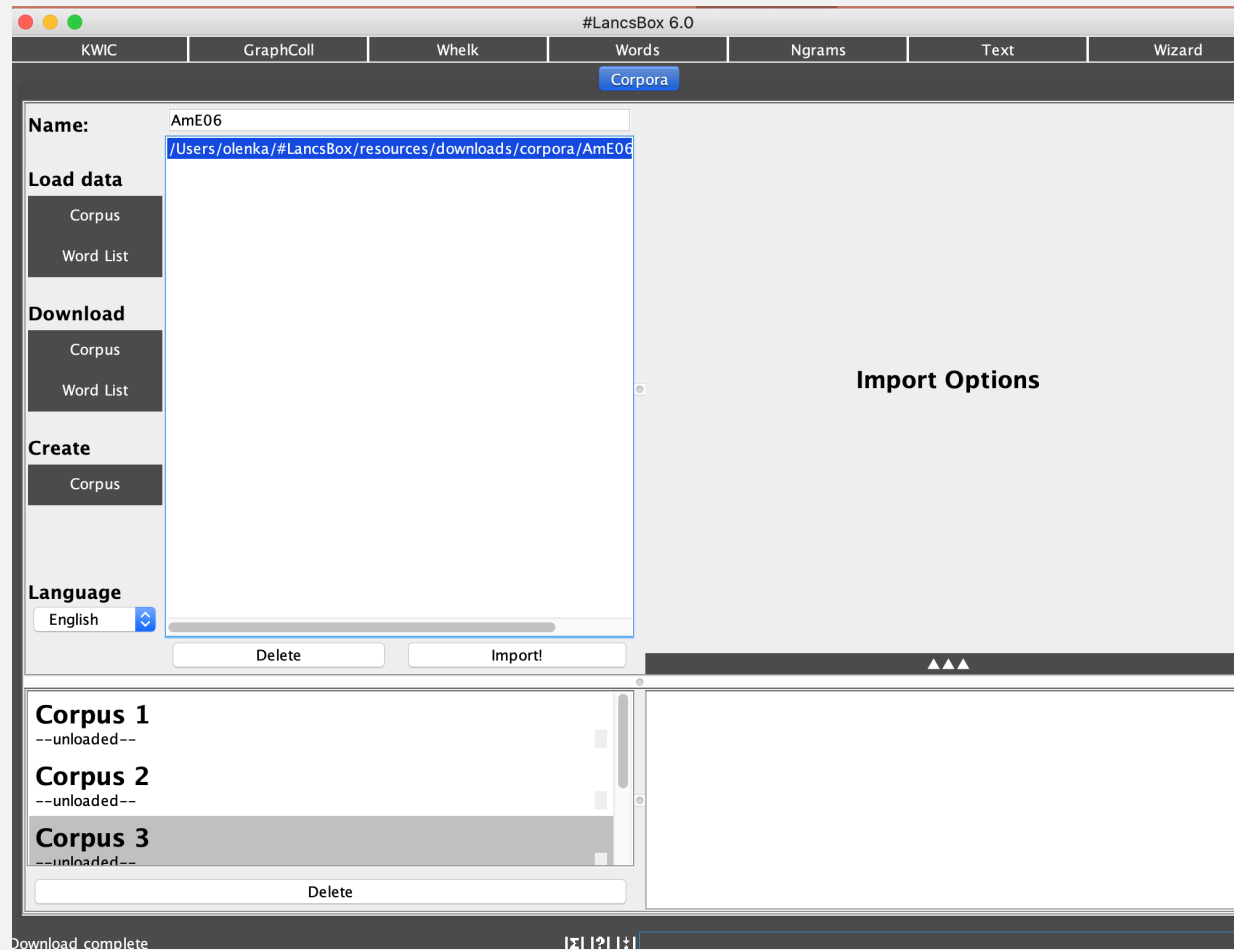 #LancsBox 6.0
KWIC GraphColl Whelk Words Ngrams Text Wizard
Corpora
Name: AmE06
/Users/olenka/#LancsBox/resources/downloads/corpora/AmE06
Load data
Corpus
Word List
Download
Corpus
Word List
Import Options
Create
Corpus
Language
English
Delete Import!
▲▲▲
Corpus 1
--unloaded--
Corpus 2
--unloaded--
Corpus 3
--unloaded--
Delete
Download complete |Σ| |?| |↕|